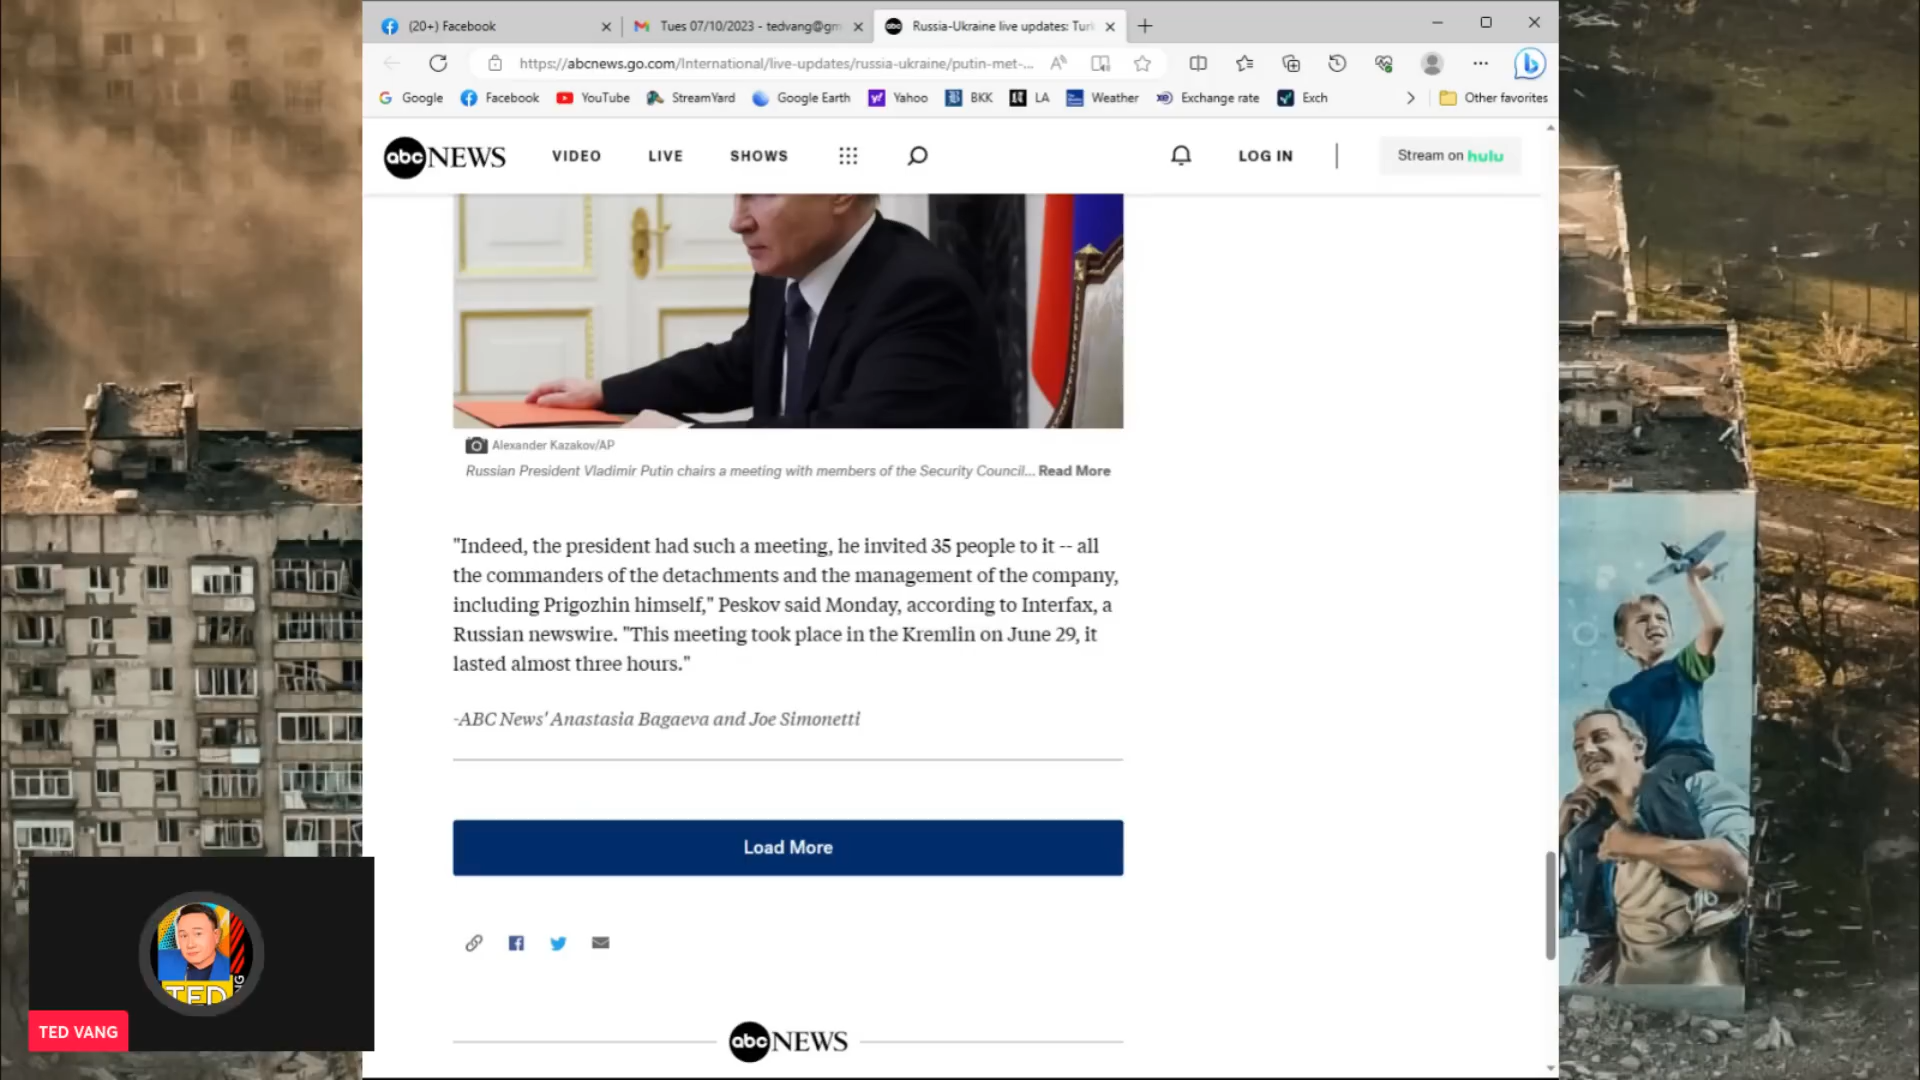 (20+) Facebook
Tues 07/10/2023 - tedvang@gm
Russia-Ukraine live updates: Turk
https://abcnews.go.com/International/live-updates/russia-ukraine/putin-met-...
Google
Facebook
YouTube
StreamYard
Google Earth
Yahoo
BKK
LA
Weather
Exchange rate
Exch
Other favorites
abc NEWS
VIDEO
LIVE
SHOWS
LOG IN
Stream on hulu
Alexander Kazakov/AP
Russian President Vladimir Putin chairs a meeting with members of the Security Council... Read More
"Indeed, the president had such a meeting, he invited 35 people to it -- all
the commanders of the detachments and the management of the company,
including Prigozhin himself," Peskov said Monday, according to Interfax, a
Russian newswire. "This meeting took place in the Kremlin on June 29, it
lasted almost three hours."
-ABC News' Anastasia Bagaeva and Joe Simonetti
Load More
TED
TED VANG
abc NEWS